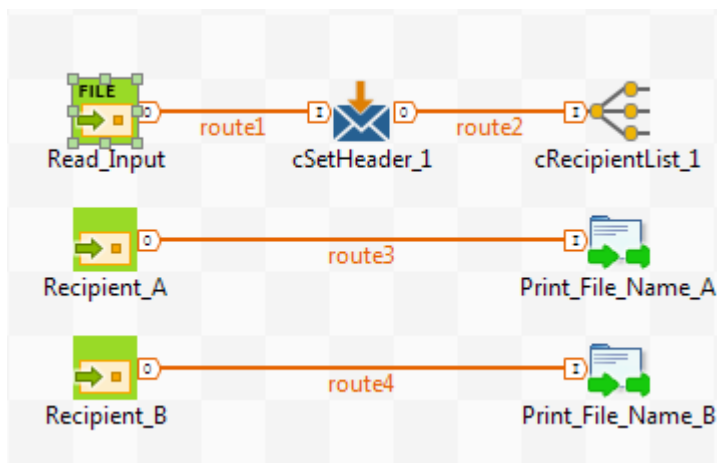 FILE
O route1 I O route2 I
Read_Input cSetHeader_1 cRecipientList_1
O route3 I
Recipient_A Print_File_Name_A
O route4 I
Recipient_B Print_File_Name_B